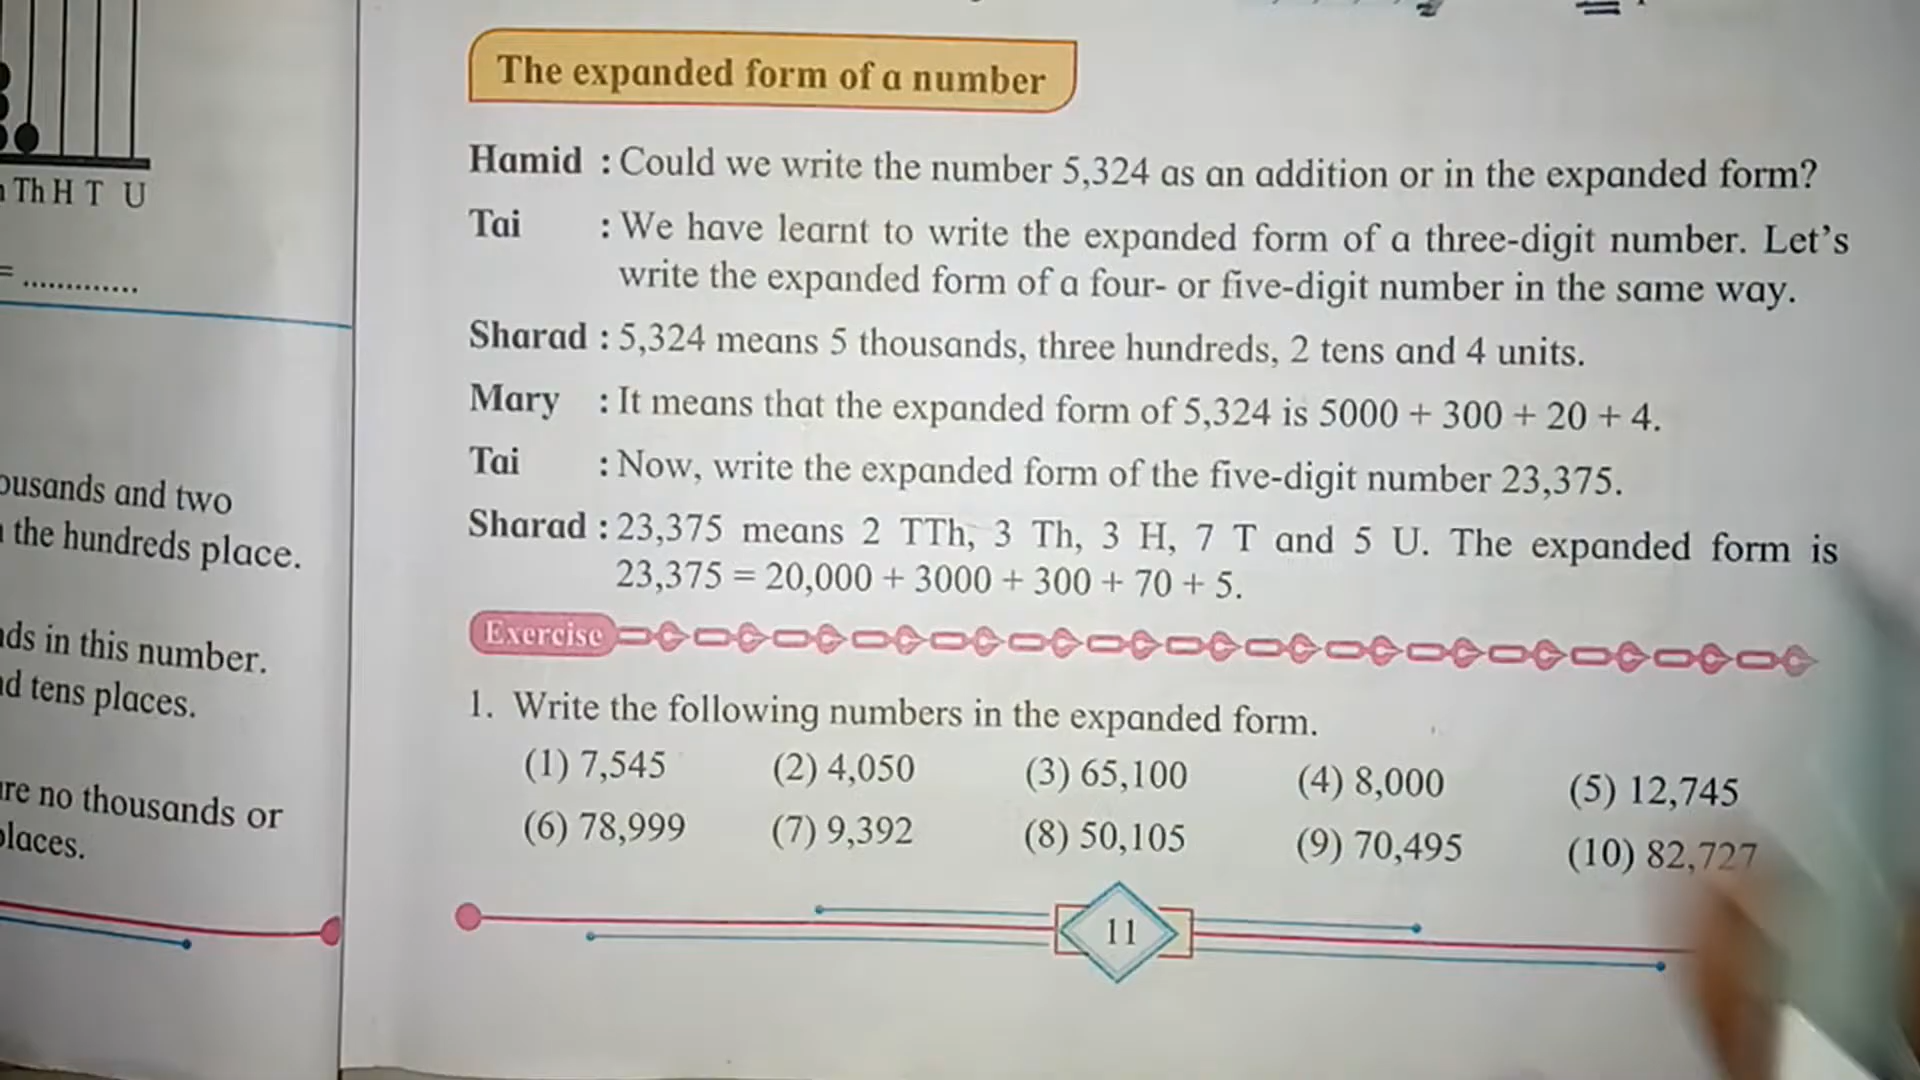 Th H T U
= .............
ousands and two
the hundreds place.
ds in this number.
d tens places.
re no thousands or
places.
The expanded form of a number
Hamid : Could we write the number 5,324 as an addition or in the expanded form?
Tai : We have learnt to write the expanded form of a three-digit number. Let's
write the expanded form of a four- or five-digit number in the same way.
Sharad : 5,324 means 5 thousands, three hundreds, 2 tens and 4 units.
Mary : It means that the expanded form of 5,324 is 5000 + 300 + 20 + 4.
Tai : Now, write the expanded form of the five-digit number 23,375.
Sharad : 23,375 means 2 TTh, 3 Th, 3 H, 7 T and 5 U. The expanded form is
23,375 = 20,000 + 3000 + 300 + 70 + 5.
Exercise
1. Write the following numbers in the expanded form.
(1) 7,545 (2) 4,050 (3) 65,100 (4) 8,000 (5) 12,745
(6) 78,999 (7) 9,392 (8) 50,105 (9) 70,495 (10) 82,727
11